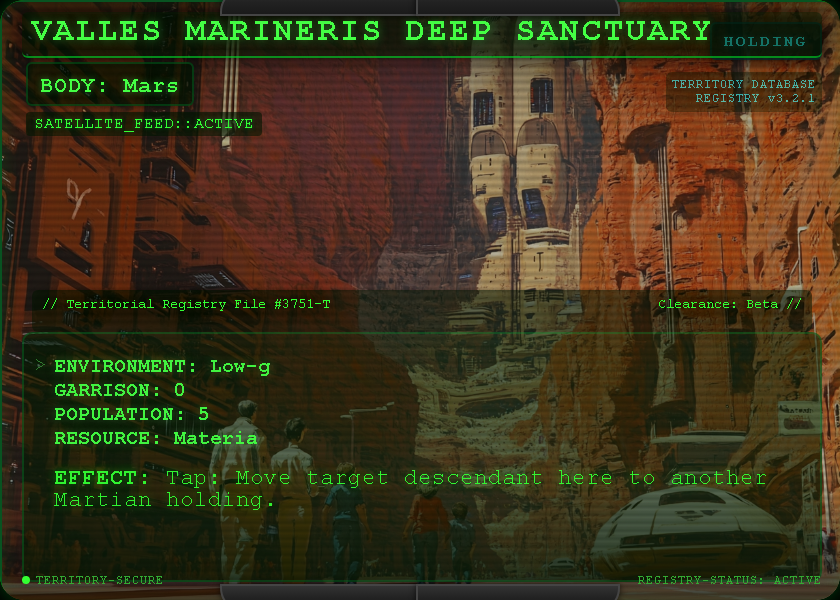 VALLES MARINERIS DEEP SANCTUARY
HOLDING
BODY: Mars
TERRITORY DATABASE
REGISTRY v3.2.1
SATELLITE_FEED::ACTIVE
// Territorial Registry File #3751-T
Clearance: Beta //
> ENVIRONMENT: Low-g
GARRISON: 0
POPULATION: 5
RESOURCE: Materia
EFFECT: Tap: Move target descendant here to another
Martian holding.
TERRITORY-SECURE
REGISTRY-STATUS: ACTIVE